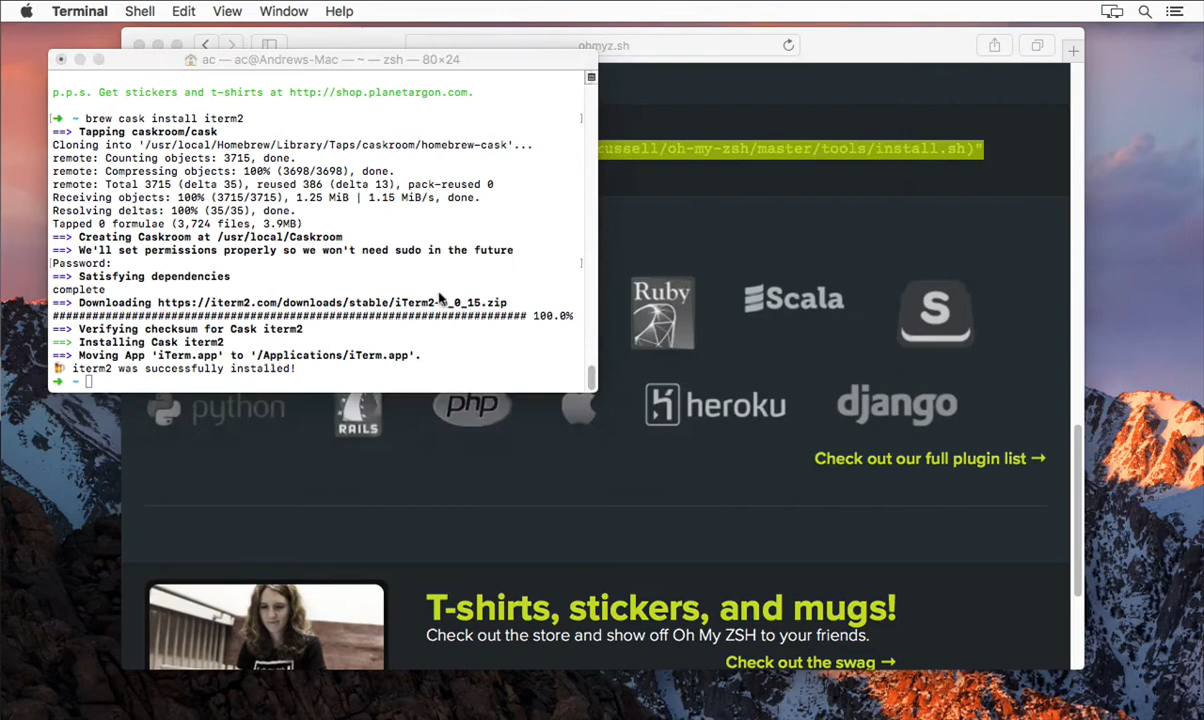 Terminal Shell Edit View Window Help
ohmyz.sh
ac — ac@Andrews-Mac — ~ — zsh — 80×24
p.p.s. Get stickers and t-shirts at http://shop.planetargon.com.
[➜ ~ brew cask install iterm2 ]
==> Tapping caskroom/cask
Cloning into '/usr/local/Homebrew/Library/Taps/caskroom/homebrew-cask'...
remote: Counting objects: 3715, done.
remote: Compressing objects: 100% (3698/3698), done.
remote: Total 3715 (delta 35), reused 386 (delta 13), pack-reused 0
Receiving objects: 100% (3715/3715), 1.25 MiB | 1.15 MiB/s, done.
Resolving deltas: 100% (35/35), done.
Tapped 0 formulae (3,724 files, 3.9MB)
==> Creating Caskroom at /usr/local/Caskroom
==> We'll set permissions properly so we won't need sudo in the future
[Password: ]
==> Satisfying dependencies
complete
==> Downloading https://iterm2.com/downloads/stable/iTerm2-_0_15.zip
######################################################################## 100.0%
==> Verifying checksum for Cask iterm2
==> Installing Cask iterm2
==> Moving App 'iTerm.app' to '/Applications/iTerm.app'.
🍺 iterm2 was successfully installed!
➜ ~
russell/oh-my-zsh/master/tools/install.sh)"
Ruby
Scala
S
python
RAILS
php
heroku
django
Check out our full plugin list →
T-shirts, stickers, and mugs!
Check out the store and show off Oh My ZSH to your friends.
Check out the swag →